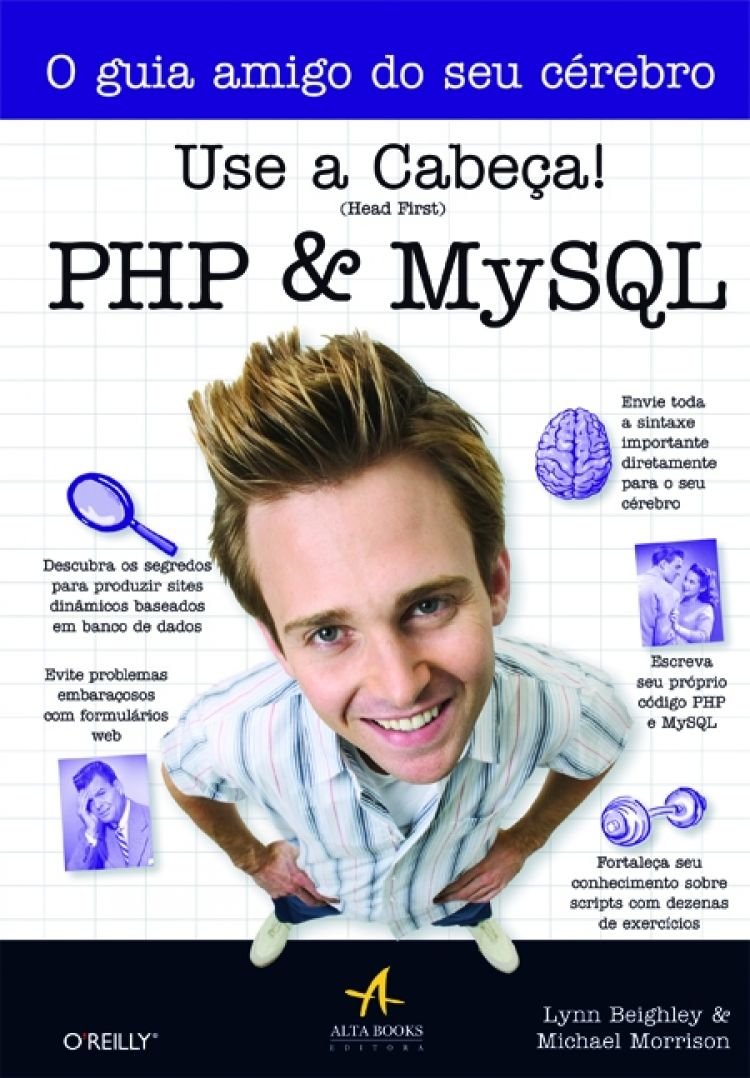 O guia amigo do seu cérebro
Use a Cabeça!
(Head First)
PHP & MySQL
Envie toda
a sintaxe
importante
diretamente
para o seu
cérebro
Descubra os segredos
para produzir sites
dinâmicos baseados
em banco de dados
Escreva
seu próprio
código PHP
e MySQL
Evite problemas
embaraçosos
com formulários
web
Fortaleça seu
conhecimento sobre
scripts com dezenas
de exercícios
O'REILLY®
ALTA BOOKS
EDITORA
Lynn Beighley &
Michael Morrison